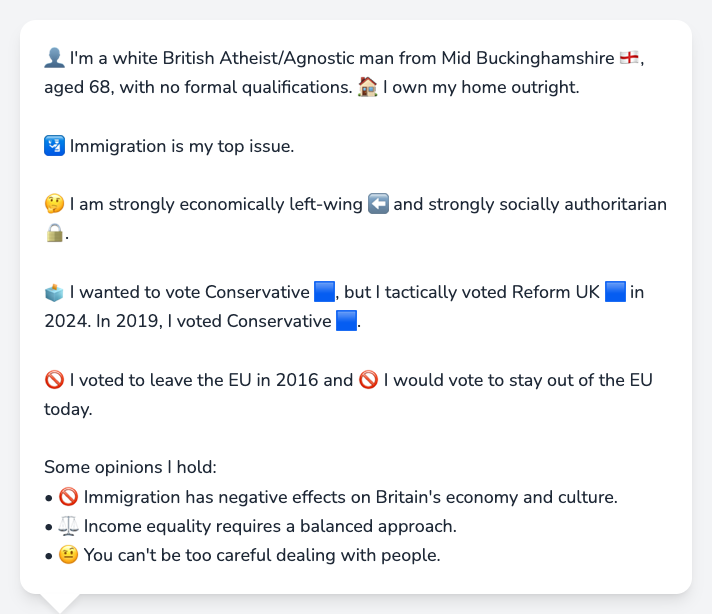 👤 I'm a white British Atheist/Agnostic man from Mid Buckinghamshire 🏴󠁧󠁢󠁥󠁮󠁧󠁿,
aged 68, with no formal qualifications. 🏠 I own my home outright.
🛂 Immigration is my top issue.
🤔 I am strongly economically left-wing ⬅️ and strongly socially authoritarian
🔒.
🗳️ I wanted to vote Conservative 🟦, but I tactically voted Reform UK 🟦 in
2024. In 2019, I voted Conservative 🟦.
🚫 I voted to leave the EU in 2016 and 🚫 I would vote to stay out of the EU
today.
Some opinions I hold:
• 🚫 Immigration has negative effects on Britain's economy and culture.
• ⚖️ Income equality requires a balanced approach.
• 🤨 You can't be too careful dealing with people.